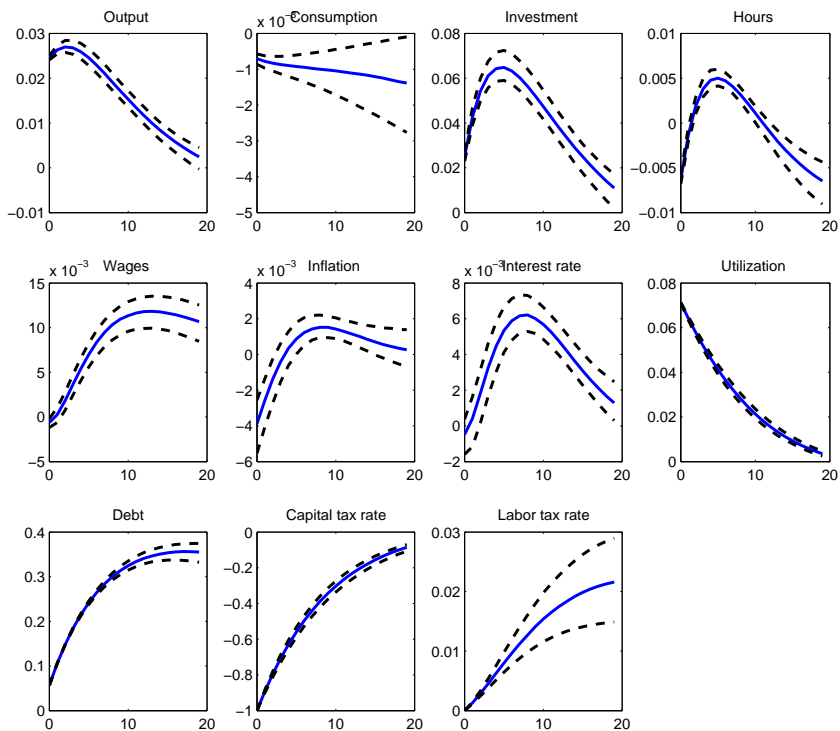 Output
−0.01
0
0.01
0.02
0.03
0 10 20
x 10−3
Consumption
−5
−4
−3
−2
−1
0
0 10 20
Investment
0
0.02
0.04
0.06
0.08
0 10 20
Hours
−0.01
−0.005
0
0.005
0.01
0 10 20
x 10−3
Wages
−5
0
5
10
15
0 10 20
x 10−3
Inflation
−6
−4
−2
0
2
4
0 10 20
x 10−3
Interest rate
−2
0
2
4
6
8
0 10 20
Utilization
0
0.02
0.04
0.06
0.08
0 10 20
Debt
0
0.1
0.2
0.3
0.4
0 10 20
Capital tax rate
−1
−0.8
−0.6
−0.4
−0.2
0
0 10 20
Labor tax rate
0
0.01
0.02
0.03
0 10 20